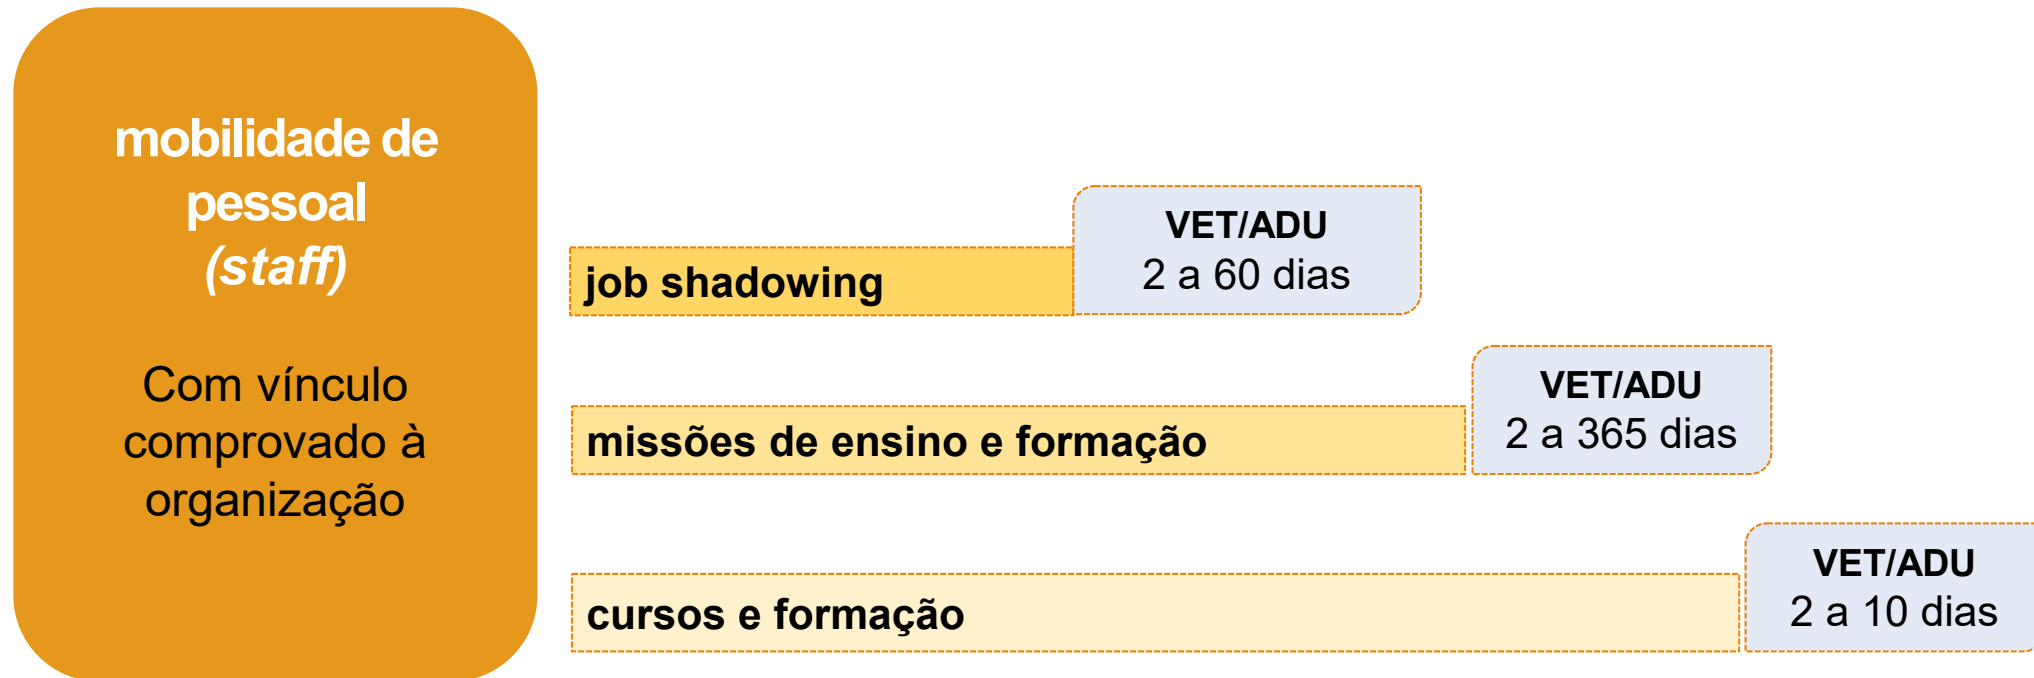 mobilidade de
pessoal
(staff)
Com vínculo
comprovado à
organização
job shadowing
VET/ADU
2 a 60 dias
missões de ensino e formação
VET/ADU
2 a 365 dias
cursos e formação
VET/ADU
2 a 10 dias